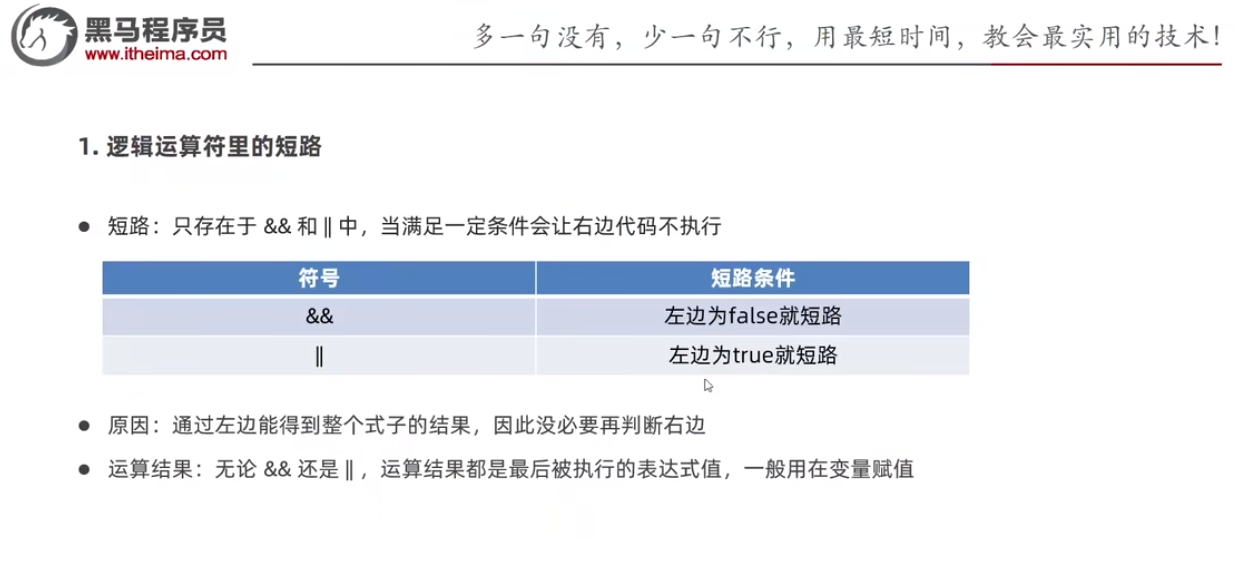 黑马程序员
www.itheima.com
多一句没有，少一句不行，用最短时间，教会最实用的技术！
1. 逻辑运算符里的短路
● 短路：只存在于 && 和 || 中，当满足一定条件会让右边代码不执行
符号 短路条件
&& 左边为false就短路
|| 左边为true就短路
● 原因：通过左边能得到整个式子的结果，因此没必要再判断右边
● 运算结果：无论 && 还是 || ，运算结果都是最后被执行的表达式值，一般用在变量赋值